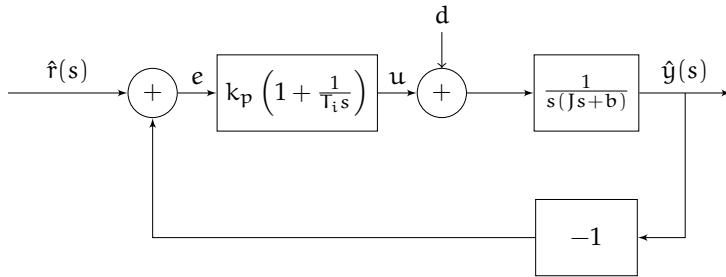 d
r̂(s)
+
e
k_p (1 + 1/(T_i s))
u
+
1/(s(Js+b))
ŷ(s)
−1